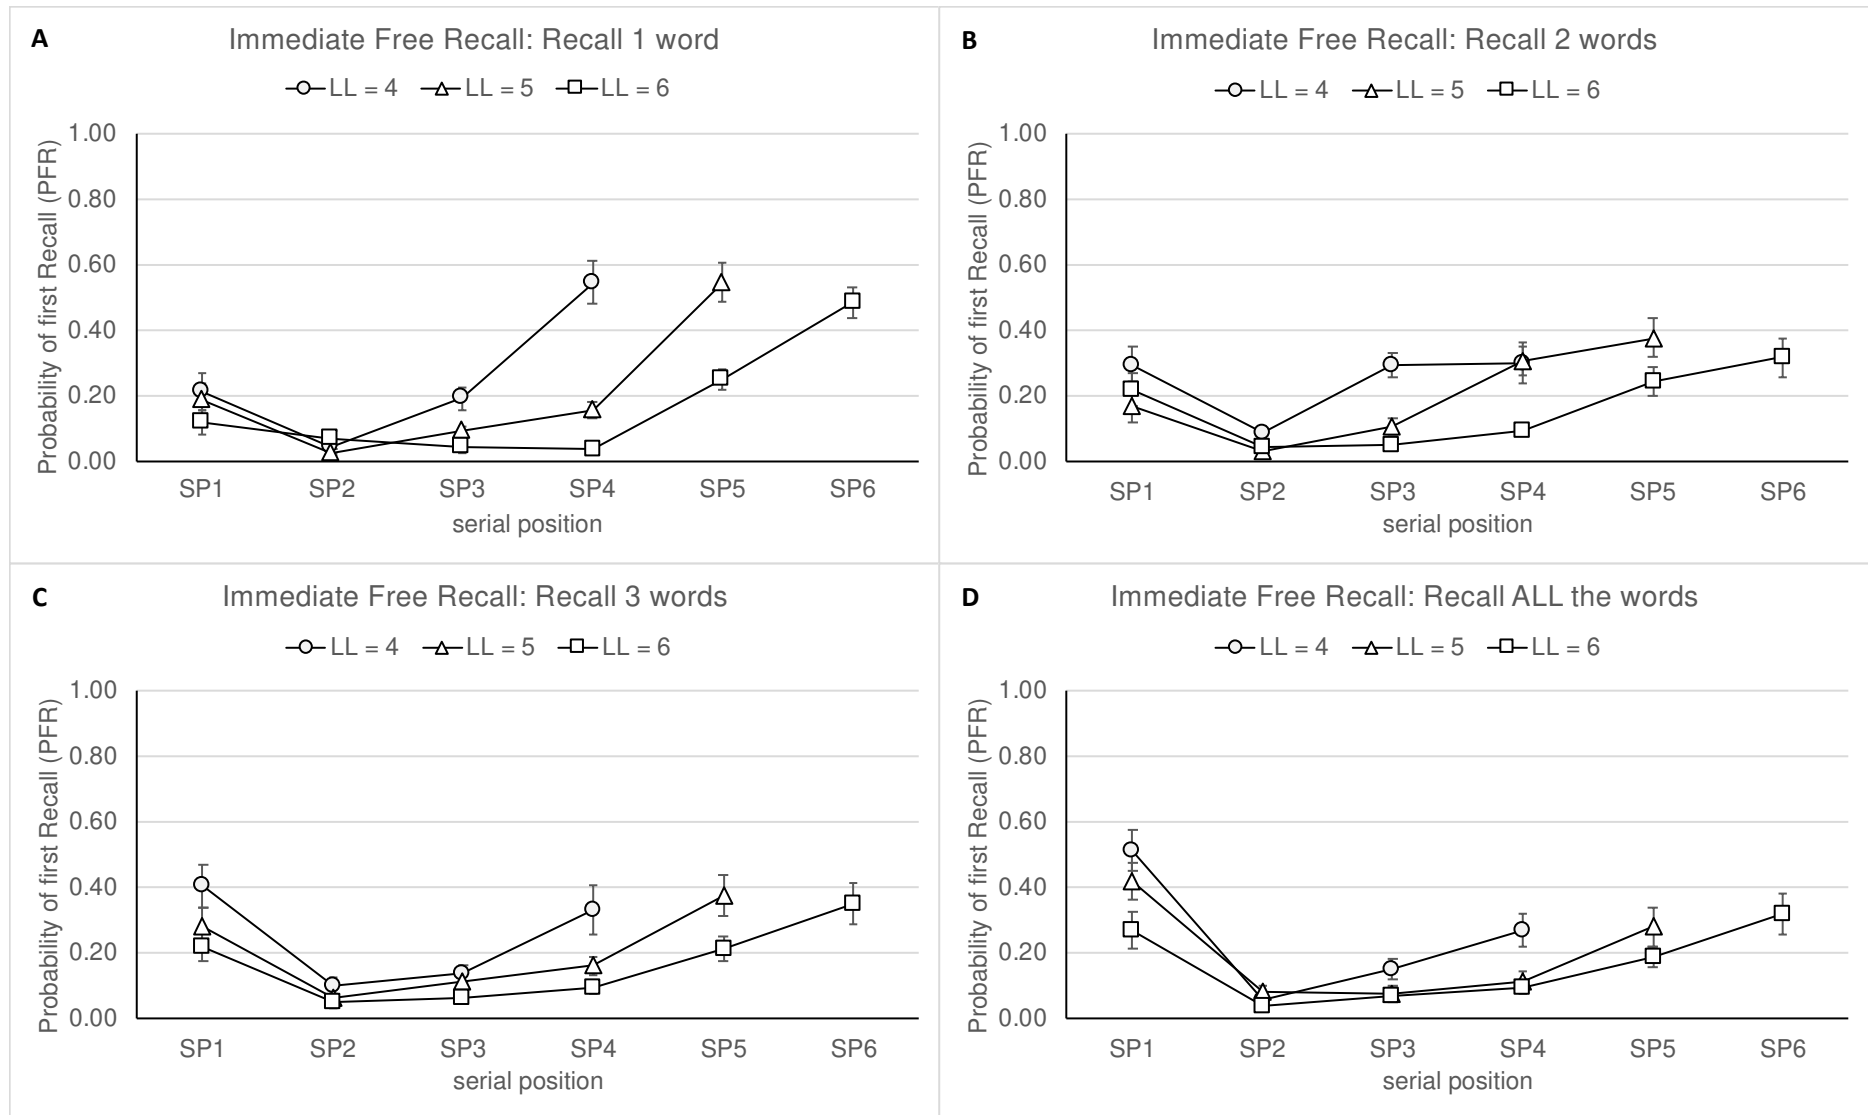 A
Immediate Free Recall: Recall 1 word
LL = 4 LL = 5 LL = 6
Probability of first Recall (PFR)
1.00
0.80
0.60
0.40
0.20
0.00
SP1 SP2 SP3 SP4 SP5 SP6
serial position
B
Immediate Free Recall: Recall 2 words
LL = 4 LL = 5 LL = 6
Probability of first Recall (PFR)
1.00
0.80
0.60
0.40
0.20
0.00
SP1 SP2 SP3 SP4 SP5 SP6
serial position
C
Immediate Free Recall: Recall 3 words
LL = 4 LL = 5 LL = 6
Probability of first Recall (PFR)
1.00
0.80
0.60
0.40
0.20
0.00
SP1 SP2 SP3 SP4 SP5 SP6
serial position
D
Immediate Free Recall: Recall ALL the words
LL = 4 LL = 5 LL = 6
Probability of first Recall (PFR)
1.00
0.80
0.60
0.40
0.20
0.00
SP1 SP2 SP3 SP4 SP5 SP6
serial position